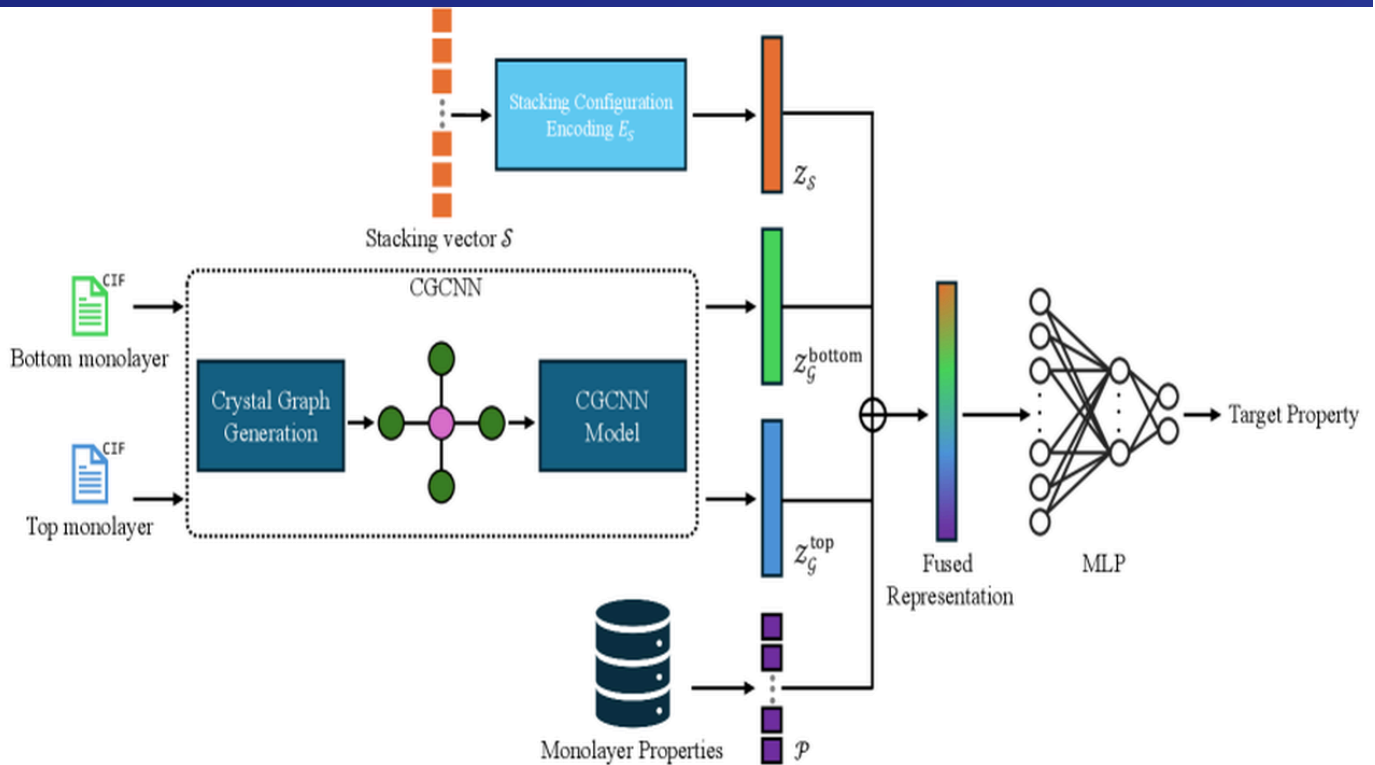 Stacking Configuration
Encoding E_S
z_S
Stacking vector S
CIF
CGCNN
Bottom monolayer
z_G^bottom
Crystal Graph
Generation
CGCNN
Model
Target Property
CIF
Top monolayer
z_G^top
Fused
Representation
MLP
Monolayer Properties
P